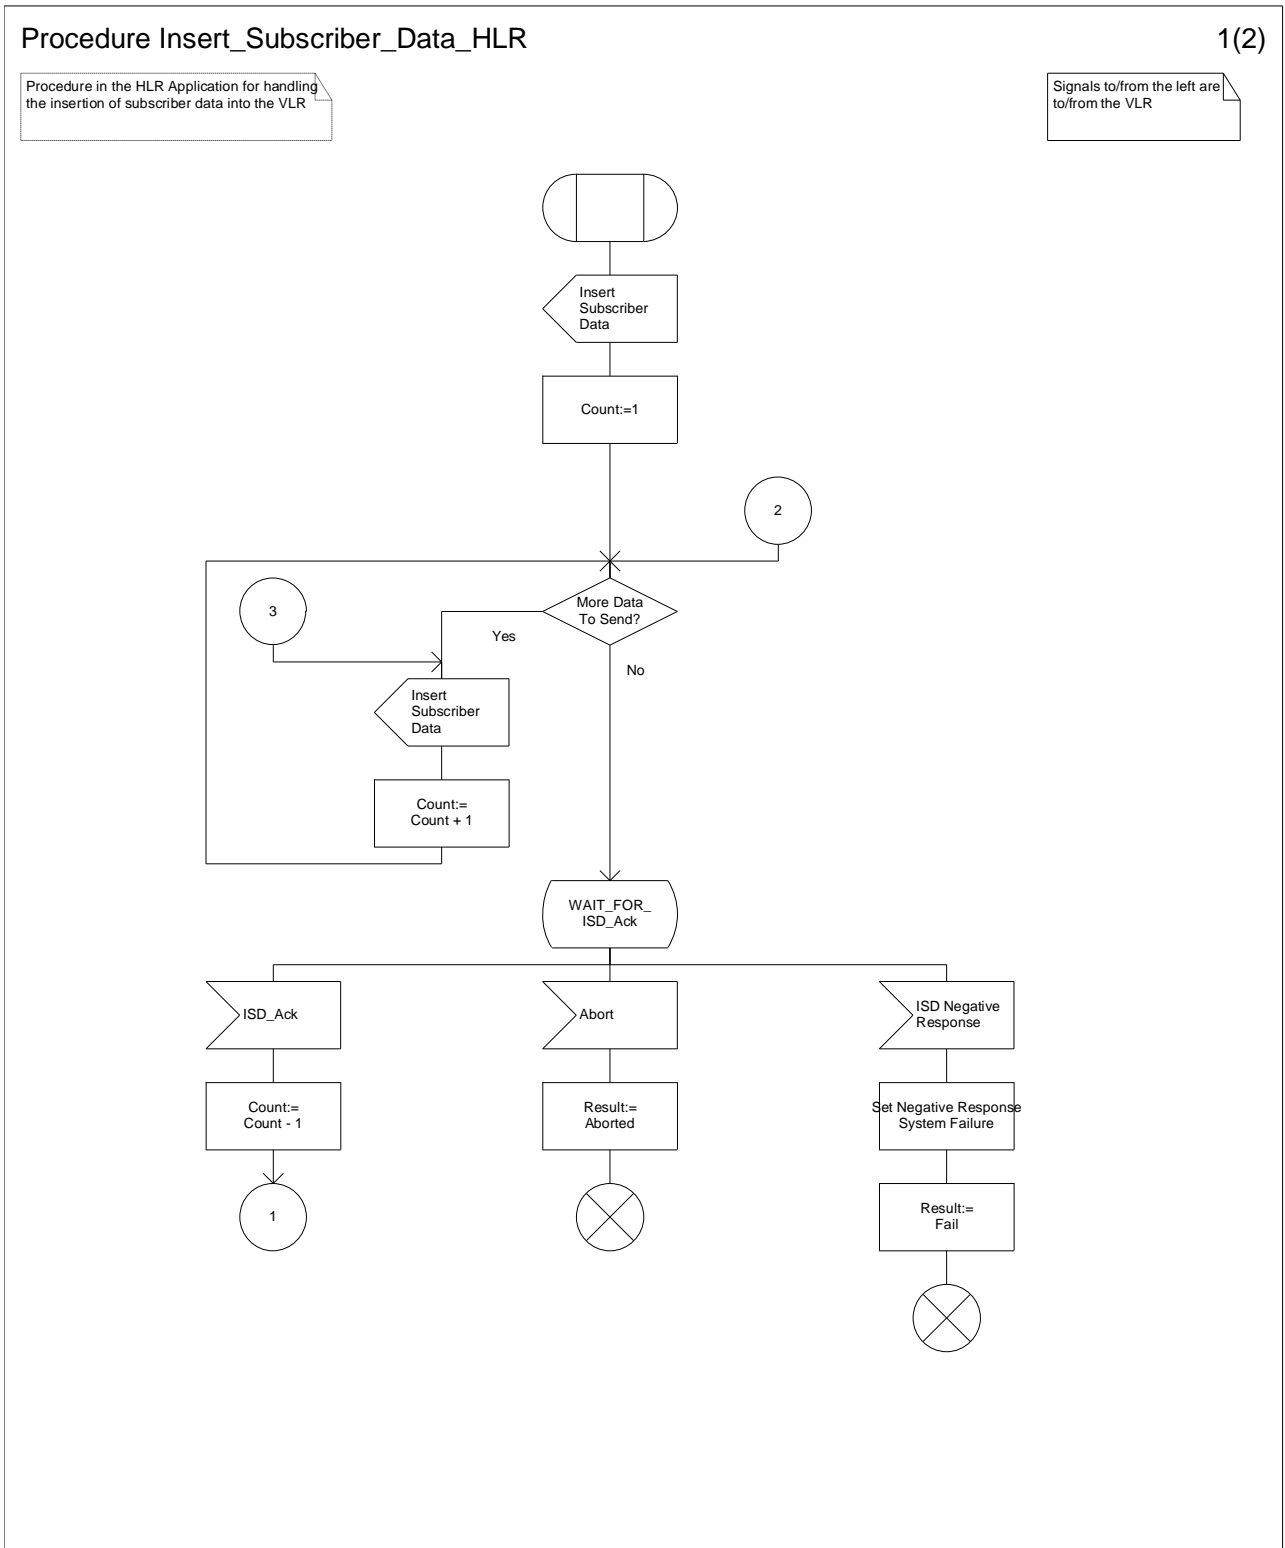 Procedure Insert_Subscriber_Data_HLR
1(2)
Procedure in the HLR Application for handling
the insertion of subscriber data into the VLR
Signals to/from the left are
to/from the VLR
Insert
Subscriber
Data
Count:=1
2
3
More Data
To Send?
Yes
No
Insert
Subscriber
Data
Count:=
Count + 1
WAIT_FOR_
ISD_Ack
ISD_Ack
Abort
ISD Negative
Response
Count:=
Count - 1
Result:=
Aborted
Set Negative Response
System Failure
1
Result:=
Fail